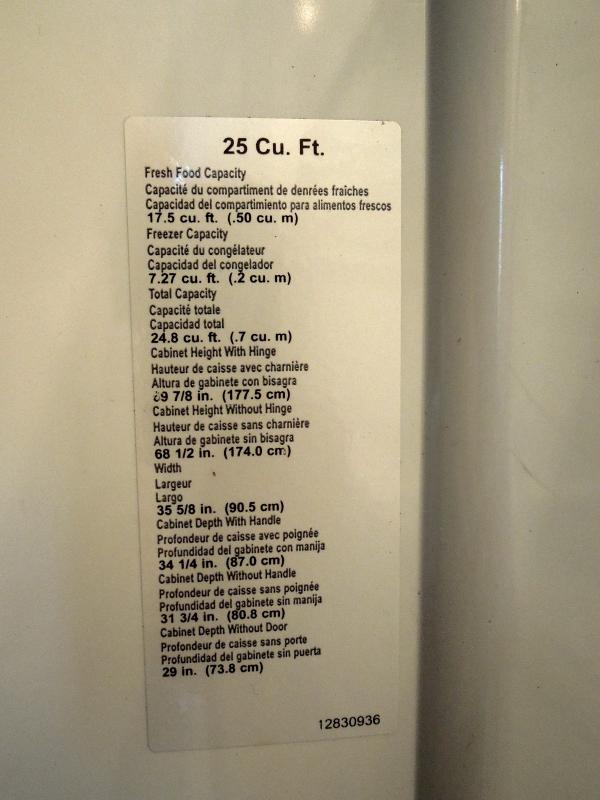 25 Cu. Ft.
Fresh Food Capacity
Capacité du compartiment de denrées fraîches
Capacidad del compartimiento para alimentos frescos
17.5 cu. ft. (.50 cu. m)
Freezer Capacity
Capacité du congélateur
Capacidad del congelador
7.27 cu. ft. (.2 cu. m)
Total Capacity
Capacité totale
Capacidad total
24.8 cu. ft. (.7 cu. m)
Cabinet Height With Hinge
Hauteur de caisse avec charnière
Altura de gabinete con bisagra
7/8 in. (177.5 cm)
Cabinet Height Without Hinge
Hauteur de caisse sans charnière
Altura de gabinete sin bisagra
68 1/2 in. (174.0 cm)
Width
Largeur
Largo
35 5/8 in. (90.5 cm)
Cabinet Depth With Handle
Profondeur de caisse avec poignée
Profundidad del gabinete con manija
34 1/4 in. (87.0 cm)
Cabinet Depth Without Handle
Profondeur de caisse sans poignée
Profundidad del gabinete sin manija
31 3/4 in. (80.8 cm)
Cabinet Depth Without Door
Profondeur de caisse sans porte
Profundidad del gabinete sin puerta
29 in. (73.8 cm)
12830936